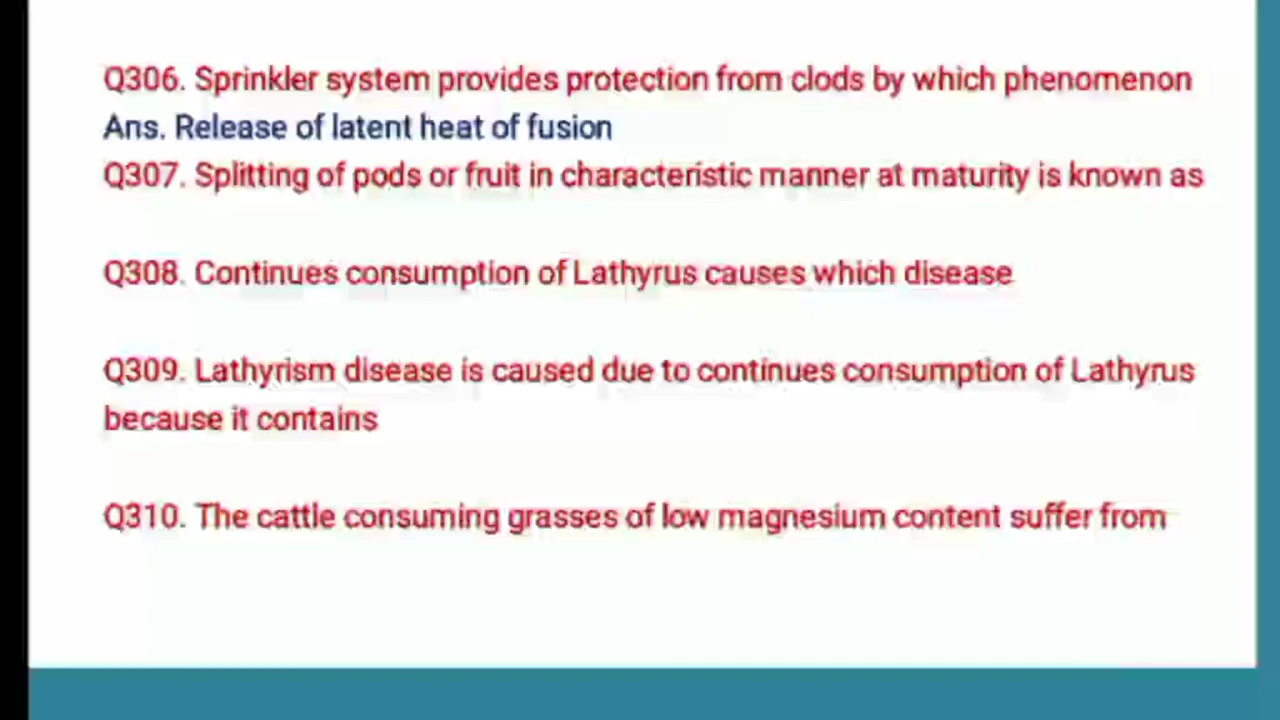 Q306. Sprinkler system provides protection from clods by which phenomenon
Ans. Release of latent heat of fusion
Q307. Splitting of pods or fruit in characteristic manner at maturity is known as
Q308. Continues consumption of Lathyrus causes which disease
Q309. Lathyrism disease is caused due to continues consumption of Lathyrus
because it contains
Q310. The cattle consuming grasses of low magnesium content suffer from